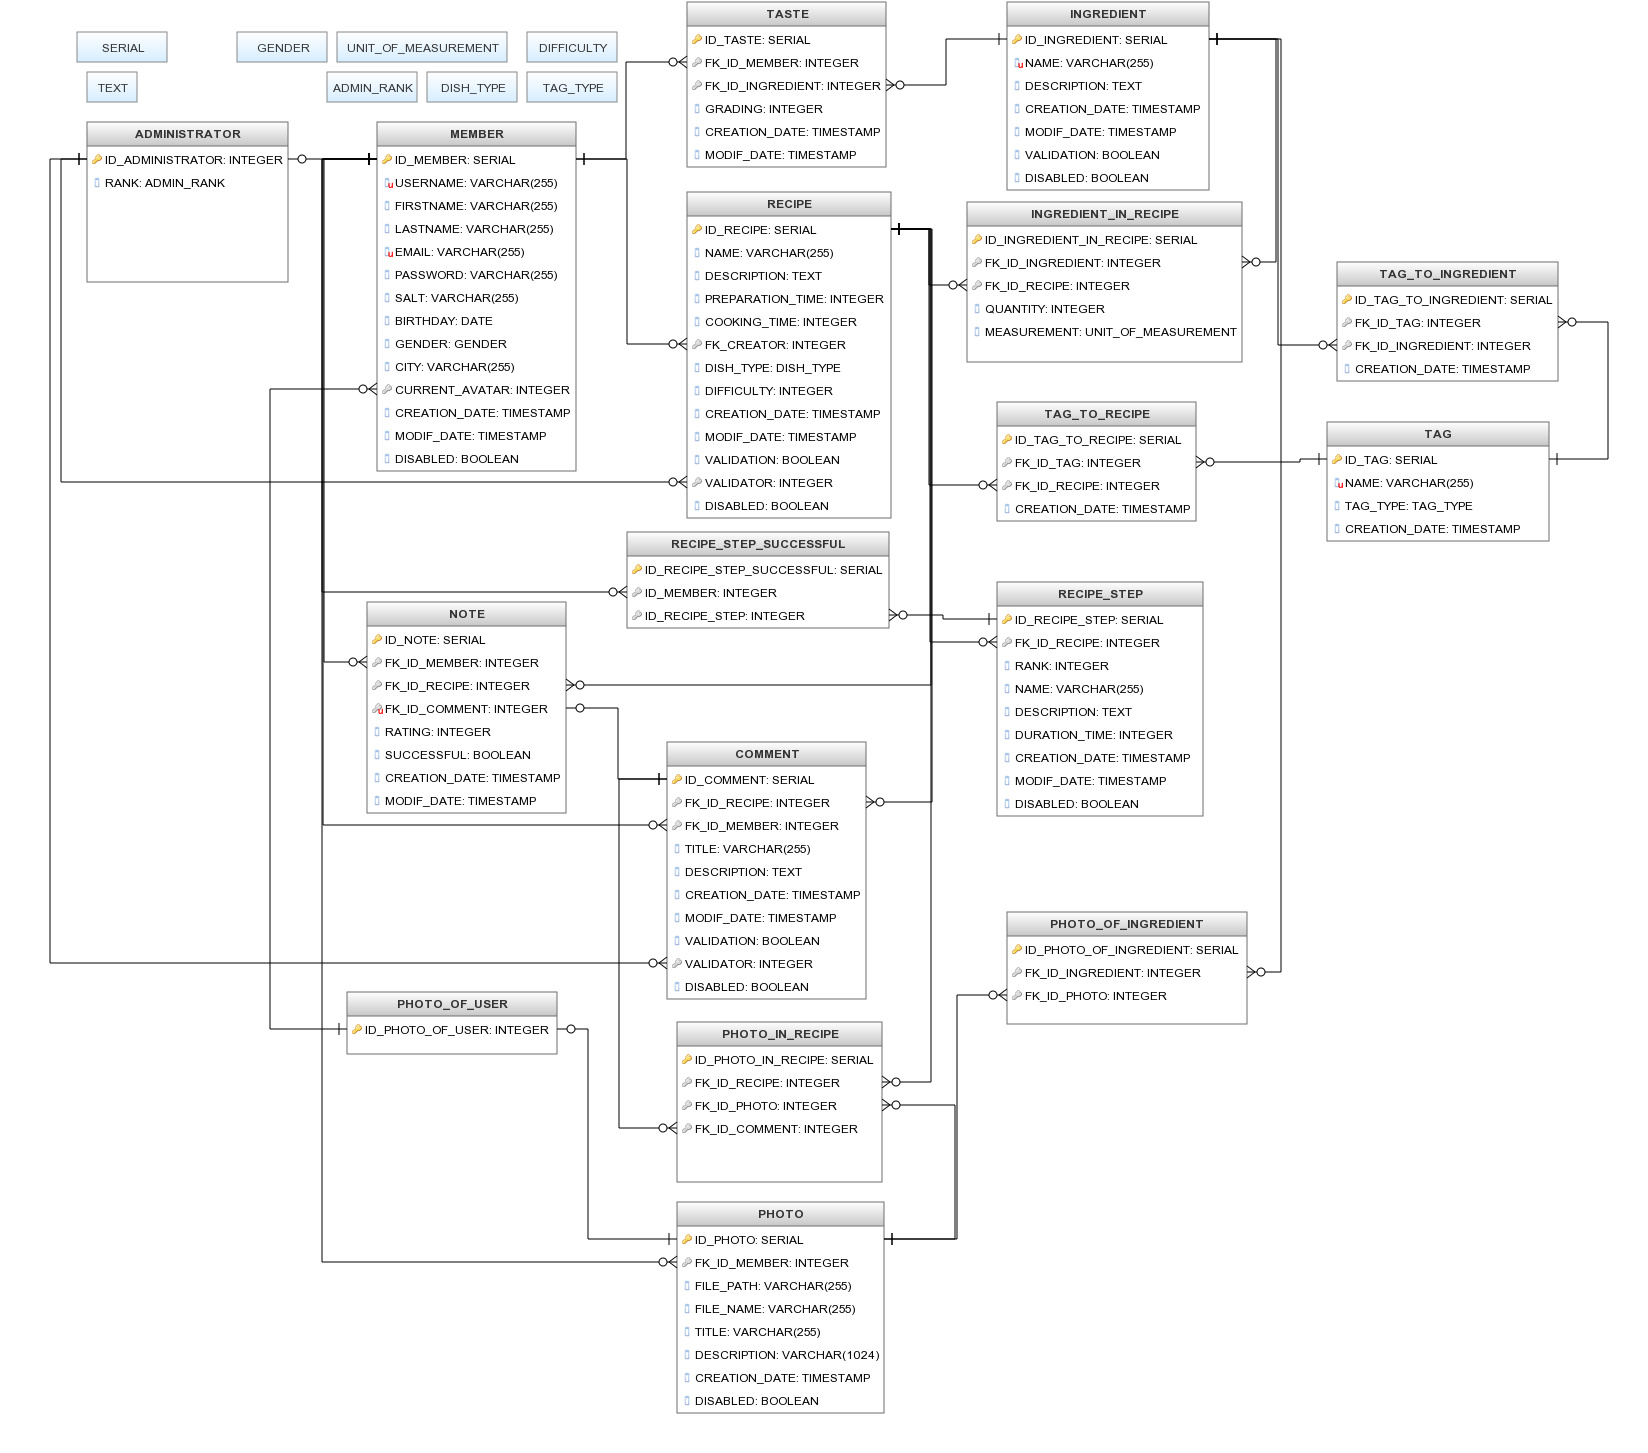 SERIAL
GENDER
UNIT_OF_MEASUREMENT
DIFFICULTY
TEXT
ADMIN_RANK
DISH_TYPE
TAG_TYPE
ADMINISTRATOR
ID_ADMINISTRATOR: INTEGER
RANK: ADMIN_RANK
MEMBER
ID_MEMBER: SERIAL
USERNAME: VARCHAR(255)
FIRSTNAME: VARCHAR(255)
LASTNAME: VARCHAR(255)
EMAIL: VARCHAR(255)
PASSWORD: VARCHAR(255)
SALT: VARCHAR(255)
BIRTHDAY: DATE
GENDER: GENDER
CITY: VARCHAR(255)
CURRENT_AVATAR: INTEGER
CREATION_DATE: TIMESTAMP
MODIF_DATE: TIMESTAMP
DISABLED: BOOLEAN
TASTE
ID_TASTE: SERIAL
FK_ID_MEMBER: INTEGER
FK_ID_INGREDIENT: INTEGER
GRADING: INTEGER
CREATION_DATE: TIMESTAMP
MODIF_DATE: TIMESTAMP
INGREDIENT
ID_INGREDIENT: SERIAL
NAME: VARCHAR(255)
DESCRIPTION: TEXT
CREATION_DATE: TIMESTAMP
MODIF_DATE: TIMESTAMP
VALIDATION: BOOLEAN
DISABLED: BOOLEAN
RECIPE
ID_RECIPE: SERIAL
NAME: VARCHAR(255)
DESCRIPTION: TEXT
PREPARATION_TIME: INTEGER
COOKING_TIME: INTEGER
FK_CREATOR: INTEGER
DISH_TYPE: DISH_TYPE
DIFFICULTY: INTEGER
CREATION_DATE: TIMESTAMP
MODIF_DATE: TIMESTAMP
VALIDATION: BOOLEAN
VALIDATOR: INTEGER
DISABLED: BOOLEAN
INGREDIENT_IN_RECIPE
ID_INGREDIENT_IN_RECIPE: SERIAL
FK_ID_INGREDIENT: INTEGER
FK_ID_RECIPE: INTEGER
QUANTITY: INTEGER
MEASUREMENT: UNIT_OF_MEASUREMENT
TAG_TO_INGREDIENT
ID_TAG_TO_INGREDIENT: SERIAL
FK_ID_TAG: INTEGER
FK_ID_INGREDIENT: INTEGER
CREATION_DATE: TIMESTAMP
TAG_TO_RECIPE
ID_TAG_TO_RECIPE: SERIAL
FK_ID_TAG: INTEGER
FK_ID_RECIPE: INTEGER
CREATION_DATE: TIMESTAMP
TAG
ID_TAG: SERIAL
NAME: VARCHAR(255)
TAG_TYPE: TAG_TYPE
CREATION_DATE: TIMESTAMP
RECIPE_STEP_SUCCESSFUL
ID_RECIPE_STEP_SUCCESSFUL: SERIAL
ID_MEMBER: INTEGER
ID_RECIPE_STEP: INTEGER
RECIPE_STEP
ID_RECIPE_STEP: SERIAL
FK_ID_RECIPE: INTEGER
RANK: INTEGER
NAME: VARCHAR(255)
DESCRIPTION: TEXT
DURATION_TIME: INTEGER
CREATION_DATE: TIMESTAMP
MODIF_DATE: TIMESTAMP
DISABLED: BOOLEAN
NOTE
ID_NOTE: SERIAL
FK_ID_MEMBER: INTEGER
FK_ID_RECIPE: INTEGER
FK_ID_COMMENT: INTEGER
RATING: INTEGER
SUCCESSFUL: BOOLEAN
CREATION_DATE: TIMESTAMP
MODIF_DATE: TIMESTAMP
COMMENT
ID_COMMENT: SERIAL
FK_ID_RECIPE: INTEGER
FK_ID_MEMBER: INTEGER
TITLE: VARCHAR(255)
DESCRIPTION: TEXT
CREATION_DATE: TIMESTAMP
MODIF_DATE: TIMESTAMP
VALIDATION: BOOLEAN
VALIDATOR: INTEGER
DISABLED: BOOLEAN
PHOTO_OF_INGREDIENT
ID_PHOTO_OF_INGREDIENT: SERIAL
FK_ID_INGREDIENT: INTEGER
FK_ID_PHOTO: INTEGER
PHOTO_OF_USER
ID_PHOTO_OF_USER: INTEGER
PHOTO_IN_RECIPE
ID_PHOTO_IN_RECIPE: SERIAL
FK_ID_RECIPE: INTEGER
FK_ID_PHOTO: INTEGER
FK_ID_COMMENT: INTEGER
PHOTO
ID_PHOTO: SERIAL
FK_ID_MEMBER: INTEGER
FILE_PATH: VARCHAR(255)
FILE_NAME: VARCHAR(255)
TITLE: VARCHAR(255)
DESCRIPTION: VARCHAR(1024)
CREATION_DATE: TIMESTAMP
DISABLED: BOOLEAN